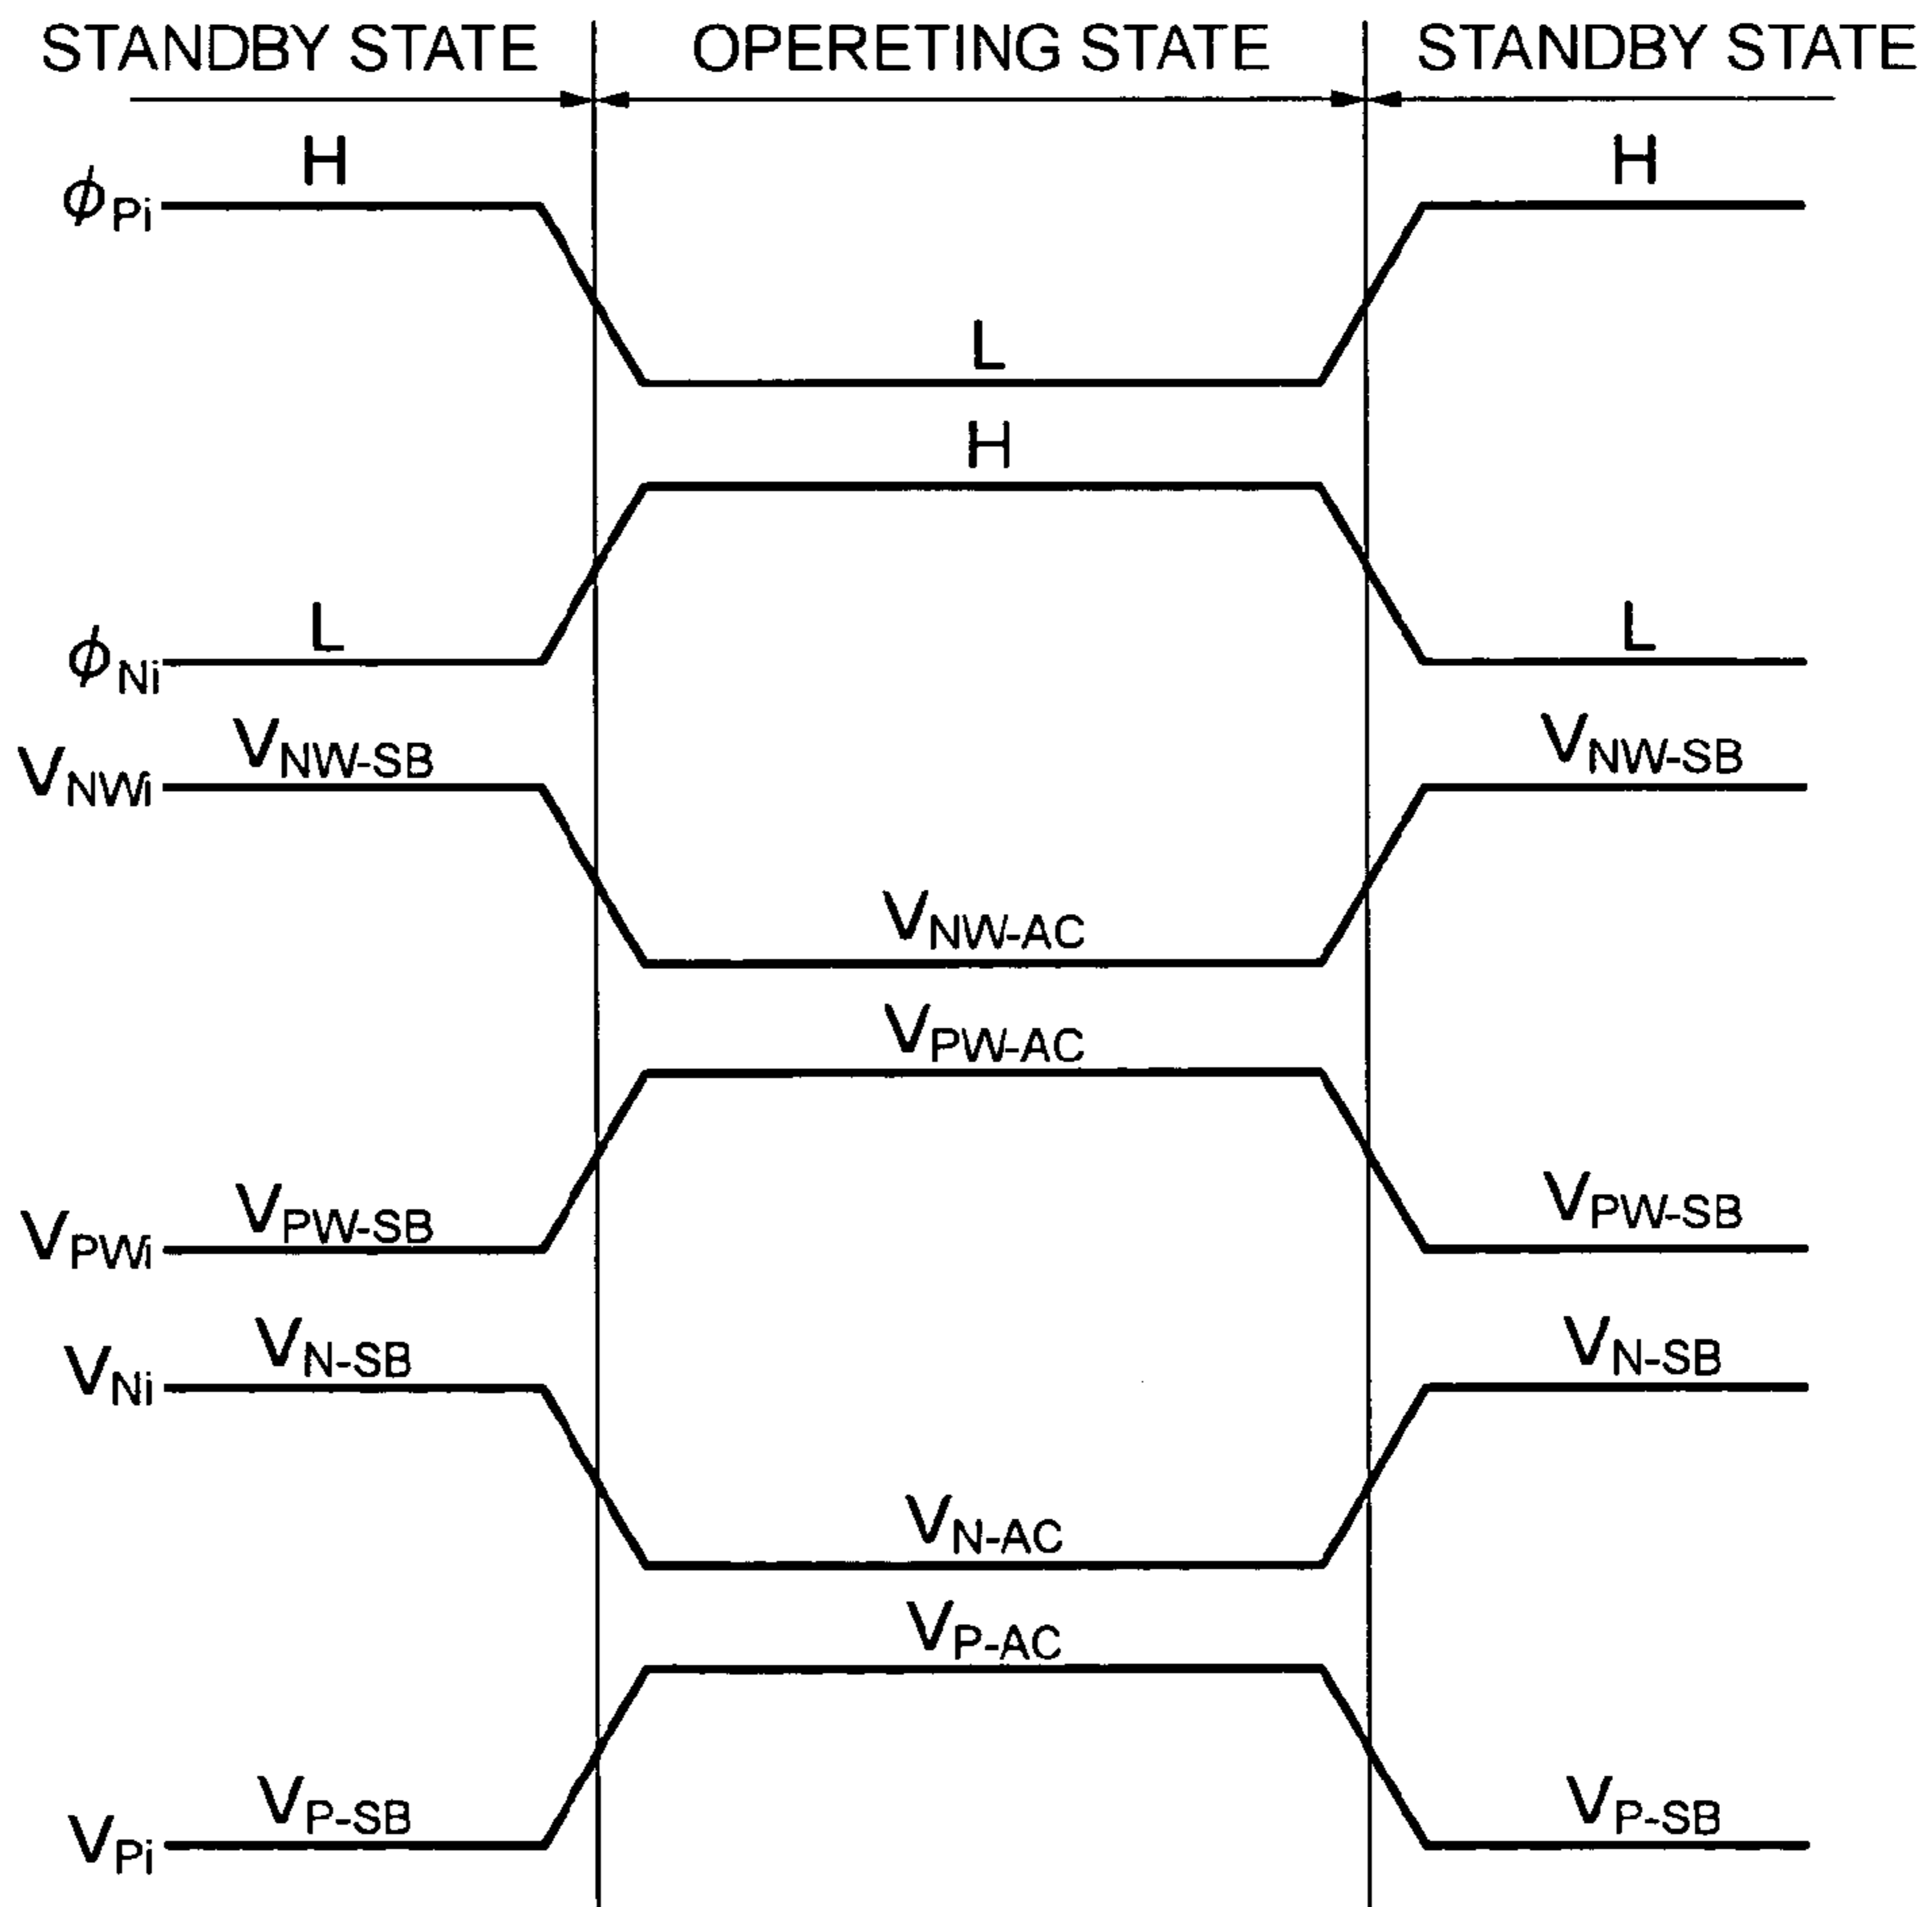 STANDBY STATE OPERETING STATE STANDBY STATE
H H
ϕPi
L
H
L L
ϕNi
VNW-SB VNW-SB
VNWi
VNW-AC
VPW-AC
VPW-SB VPW-SB
VPWi
VN-SB VN-SB
VNi
VN-AC
VP-AC
VP-SB VP-SB
VPi